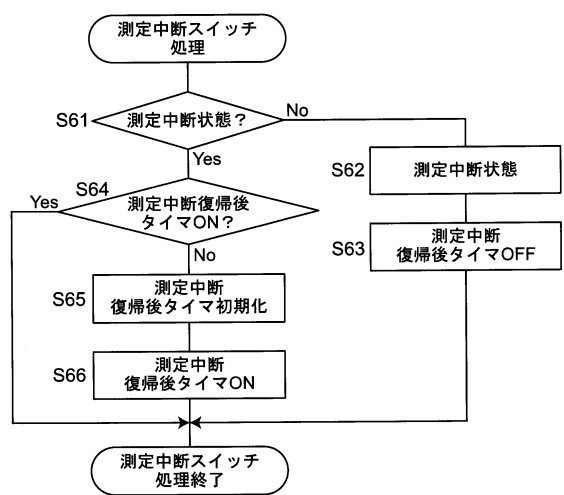 測定中断スイッチ
処理
S61
測定中断状態？
No
Yes
S62
測定中断状態
S64
Yes
測定中断復帰後
タイマON？
No
S63
測定中断
復帰後タイマOFF
S65
測定中断
復帰後タイマ初期化
S66
測定中断
復帰後タイマON
測定中断スイッチ
処理終了